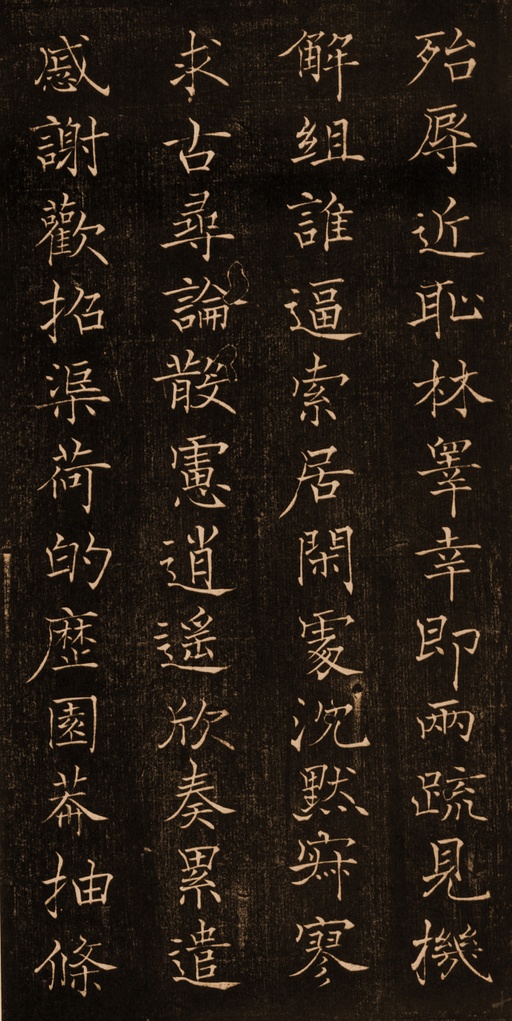 殆辱近恥林睾幸即兩疏見機
解組誰逼索居閑處沈默寂寥
求古尋論散慮逍遙欣奏累遣
慼謝歡招渠荷的歷園莽抽條